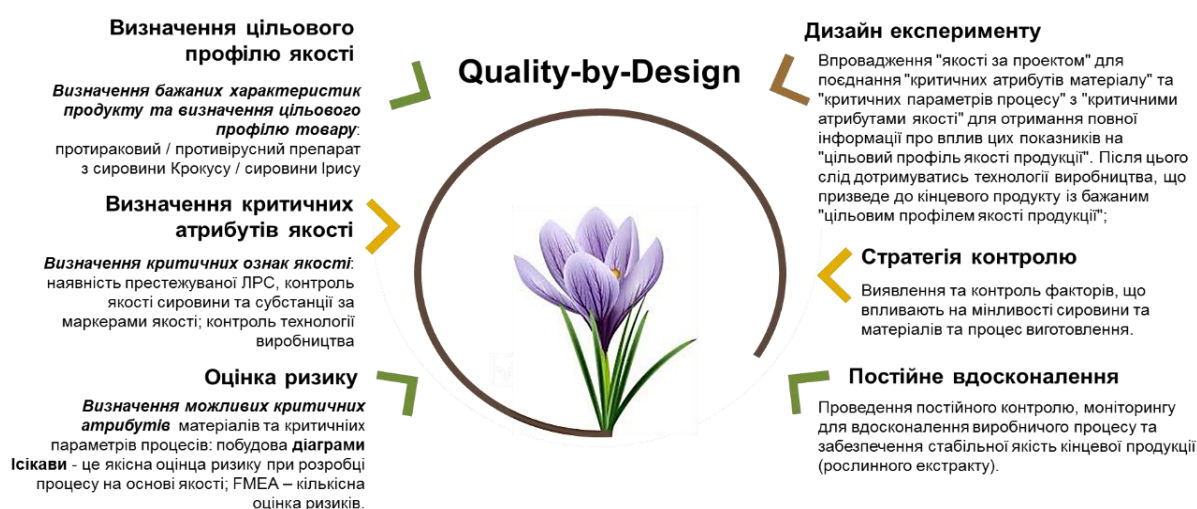 Quality-by-Design
Визначення цільового
профілю якості
Визначення бажаних характеристик
продукту та визначення цільового
профілю товару:
протираковий / противірусний препарат
з сировини Крокусу / сировини Ірису
Визначення критичних
атрибутів якості
Визначення критичних ознак якості:
наявність престежуваної ЛРС, контроль
якості сировини та субстанції за
маркерами якості; контроль технології
виробництва
Оцінка ризику
Визначення можливих критичних
атрибутів матеріалів та критичніих
параметрів процесів: побудова діаграми
Ісікави - це якісна оцінца ризику при розробці
процесу на основі якості; FMEA – кількісна
оцінка ризиків.
Дизайн експерименту
Впровадження "якості за проектом" для
поєднання "критичних атрибутів матеріалу" та
"критичних параметрів процесу" з "критичними
атрибутами якості" для отримання повної
інформації про вплив цих показників на
"цільовий профіль якості продукції". Після цього
слід дотримуватись технології виробництва, що
призведе до кінцевого продукту із бажаним
"цільовим профілем якості продукції";
Стратегія контролю
Виявлення та контроль факторів, що
впливають на мінливості сировини та
матеріалів та процес виготовлення.
Постійне вдосконалення
Проведення постійного контролю, моніторингу
для вдосконалення виробничого процесу та
забезпечення стабільної якість кінцевої продукції
(рослинного екстракту).